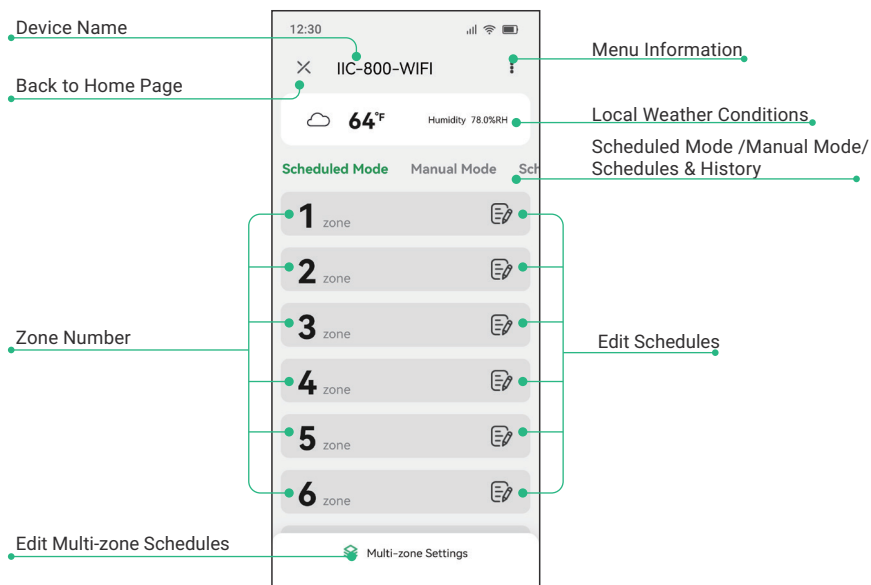 Device Name
Back to Home Page
12:30
IIC-800-WIFI
Menu Information
64°F
Humidity 78.0%RH
Local Weather Conditions
Scheduled Mode /Manual Mode/
Schedules & History
Scheduled Mode Manual Mode Sch
1 zone
2 zone
3 zone
4 zone
5 zone
6 zone
Zone Number
Edit Schedules
Edit Multi-zone Schedules
Multi-zone Settings